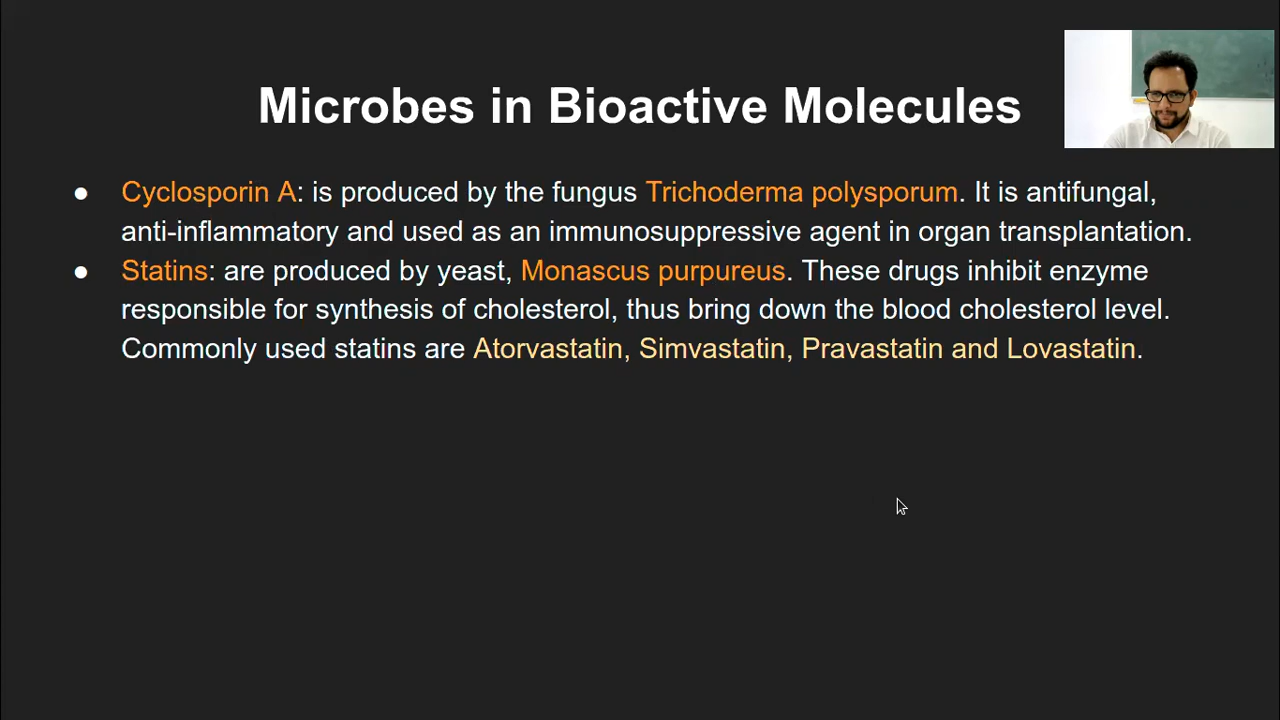 Microbes in Bioactive Molecules
● Cyclosporin A: is produced by the fungus Trichoderma polysporum. It is antifungal,
anti-inflammatory and used as an immunosuppressive agent in organ transplantation.
● Statins: are produced by yeast, Monascus purpureus. These drugs inhibit enzyme
responsible for synthesis of cholesterol, thus bring down the blood cholesterol level.
Commonly used statins are Atorvastatin, Simvastatin, Pravastatin and Lovastatin.